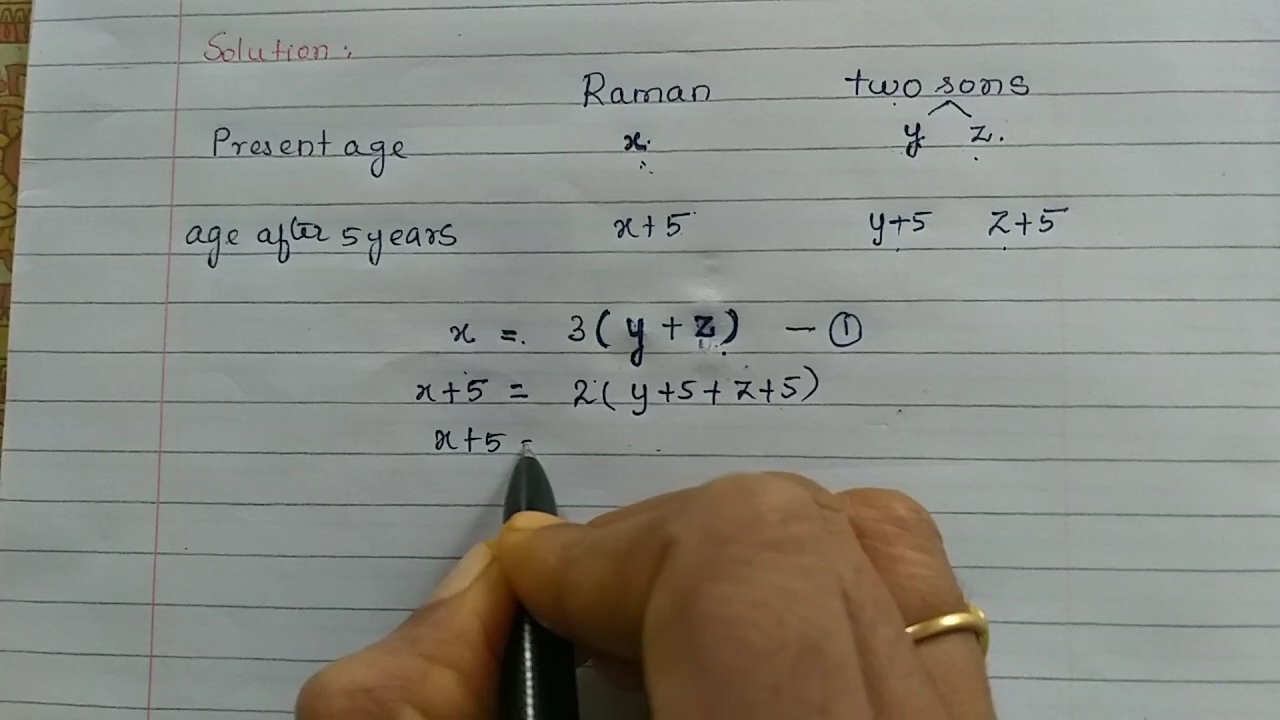 Solution :
Raman two sons
Present age x y z.
age after 5 years x+5 y+5 z+5
x = 3(y+z) — ①
x+5 = 2(y+5+z+5)
x+5 =